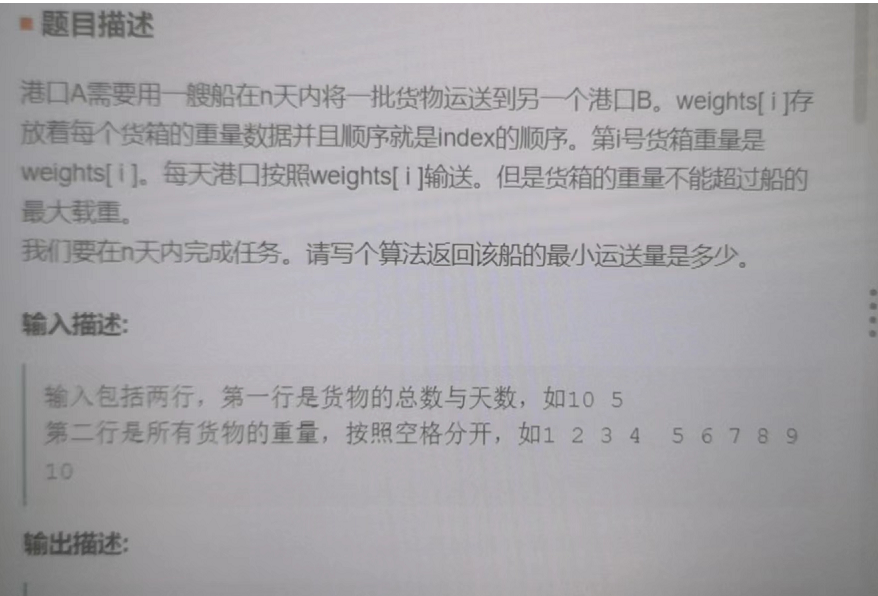 题目描述
港口A需要用一艘船在n天内将一批货物运送到另一个港口B。weights[ i ]存
放着每个货箱的重量数据并且顺序就是index的顺序。第i号货箱重量是
weights[ i ]。每天港口按照weights[ i ]输送。但是货箱的重量不能超过船的
最大载重。
我们要在n天内完成任务。请写个算法返回该船的最小运送量是多少。
输入描述:
输入包括两行，第一行是货物的总数与天数，如10 5
第二行是所有货物的重量，按照空格分开，如1 2 3 4  5 6 7 8 9
10
输出描述: